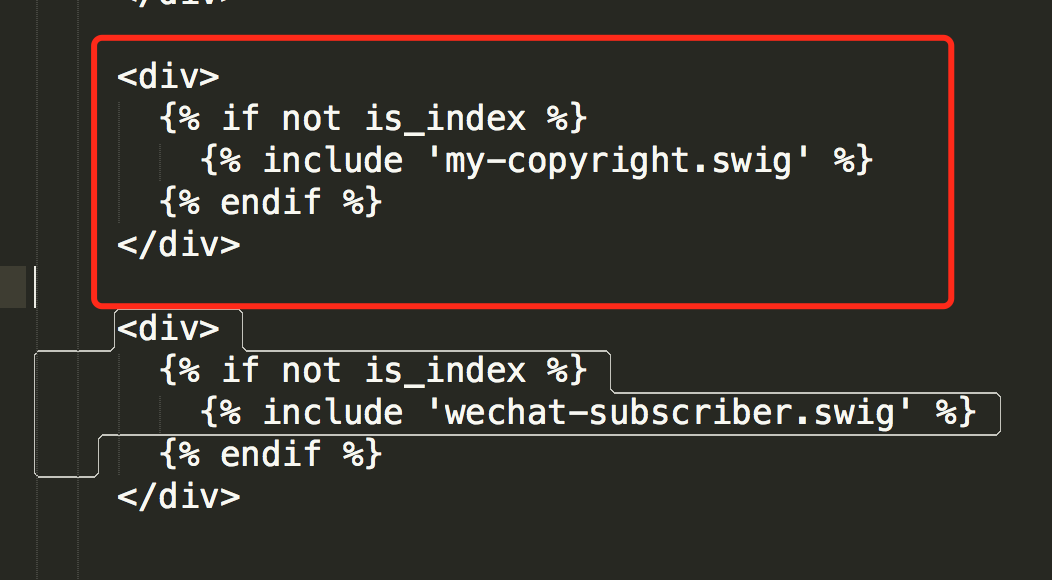 </div>
<div>
  {% if not is_index %}
    {% include 'my-copyright.swig' %}
  {% endif %}
</div>
<div>
  {% if not is_index %}
    {% include 'wechat-subscriber.swig' %}
  {% endif %}
</div>